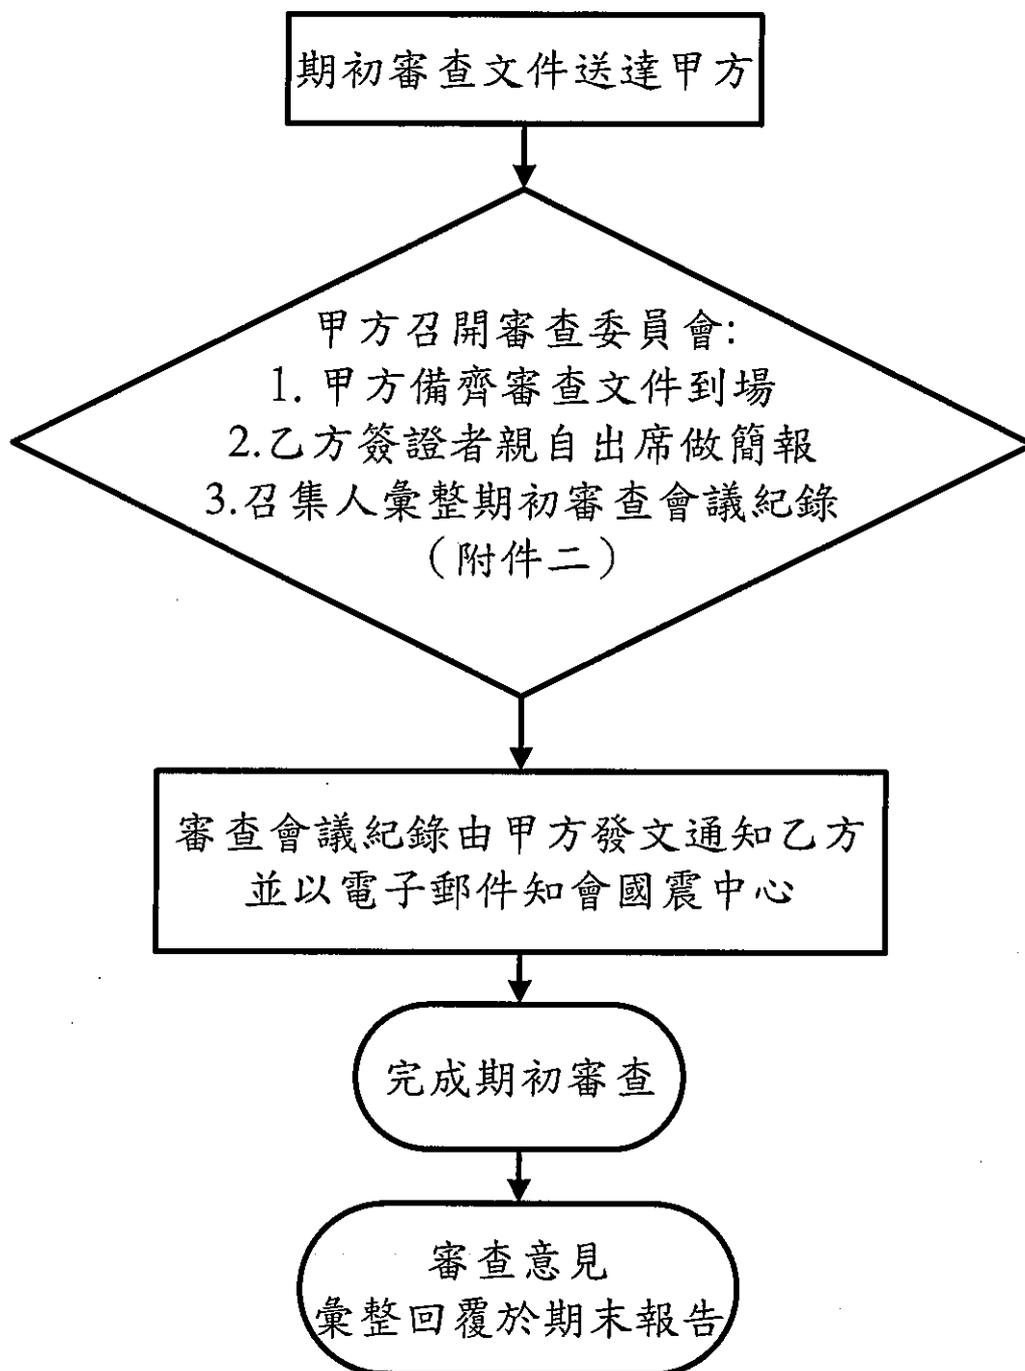 期初審查文件送達甲方
甲方召開審查委員會:
1. 甲方備齊審查文件到場
2.乙方簽證者親自出席做簡報
3.召集人彙整期初審查會議紀錄
(附件二)
審查會議紀錄由甲方發文通知乙方
並以電子郵件知會國震中心
完成期初審查
審查意見
彙整回覆於期末報告